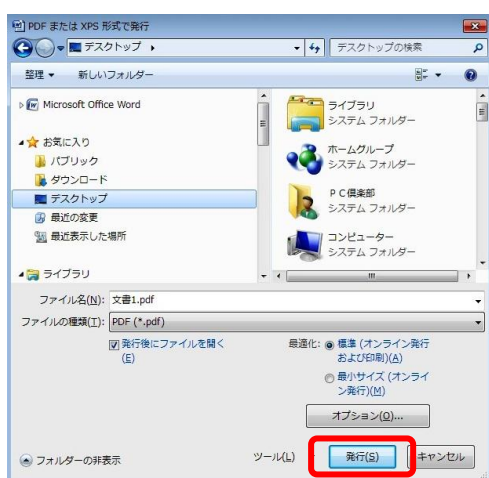 PDF または XPS 形式で発行
デスクトップ
デスクトップの検索
整理 新しいフォルダー
Microsoft Office Word
お気に入り
パブリック
ダウンロード
デスクトップ
最近の変更
最近表示した場所
ライブラリ
ライブラリ
システム フォルダー
ホームグループ
システム フォルダー
PC倶楽部
システム フォルダー
コンピューター
システム フォルダー
ファイル名(N): 文書1.pdf
ファイルの種類(T): PDF (*.pdf)
発行後にファイルを開く
(E)
最適化: 標準 (オンライン発行
および印刷)(A)
最小サイズ (オンライ
ン発行)(M)
オプション(O)...
フォルダーの非表示
ツール(L) 発行(S) キャンセル